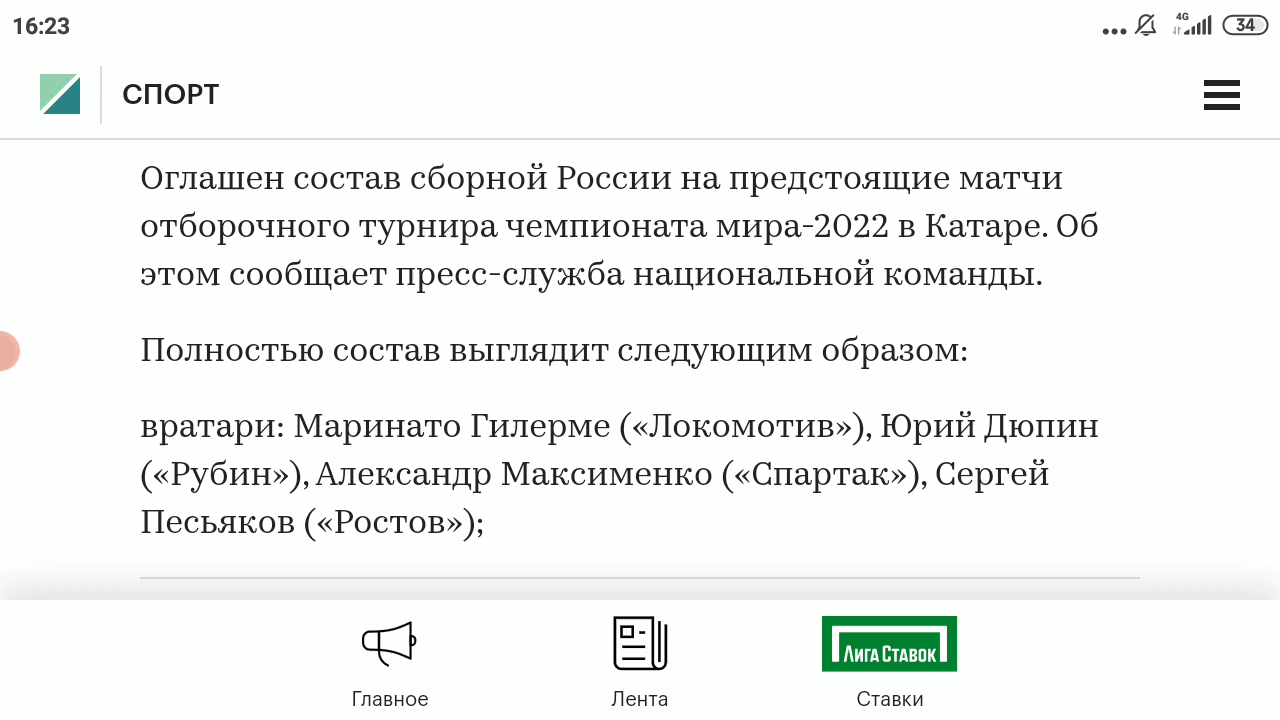 16:23
4G
34
СПОРТ
Оглашен состав сборной России на предстоящие матчи
отборочного турнира чемпионата мира-2022 в Катаре. Об
этом сообщает пресс-служба национальной команды.
Полностью состав выглядит следующим образом:
вратари: Маринато Гилерме («Локомотив»), Юрий Дюпин
(«Рубин»), Александр Максименко («Спартак»), Сергей
Песьяков («Ростов»);
ЛИГА СТАВОК
Главное
Лента
Ставки